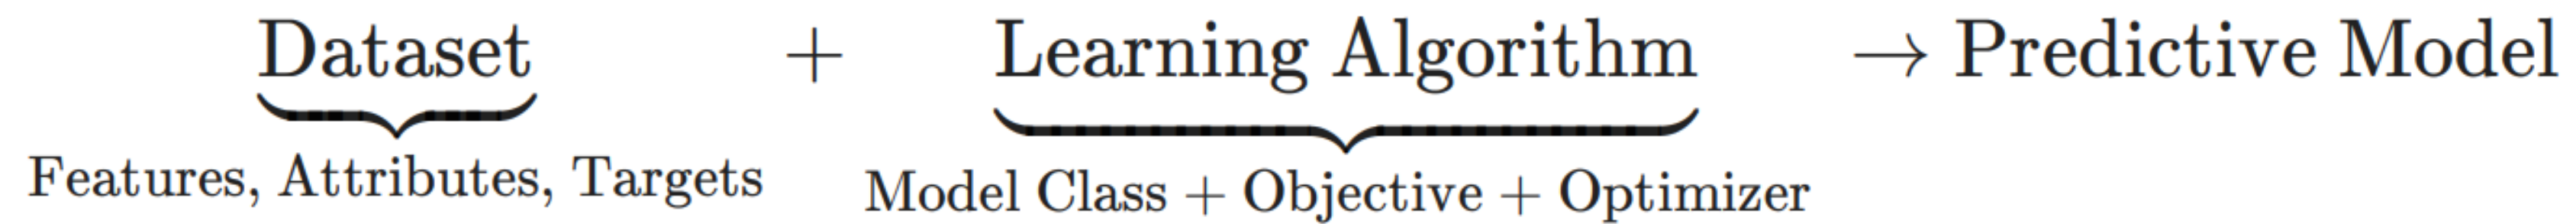 Dataset + Learning Algorithm → Predictive Model
Features, Attributes, Targets
Model Class + Objective + Optimizer